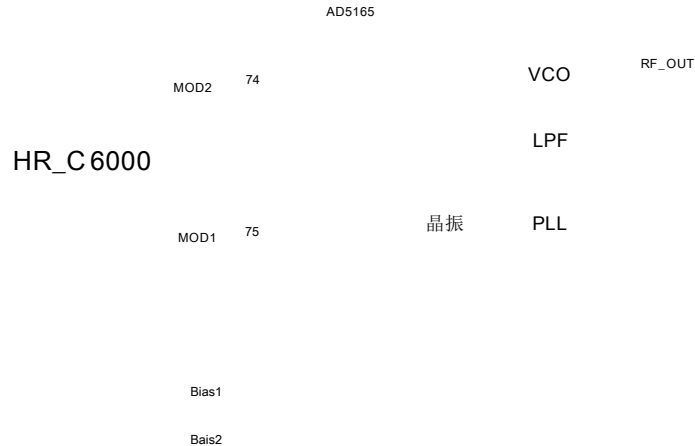 AD5165
RF_OUT
VCO
74
MOD2
LPF
HR_C6000
晶振
PLL
75
MOD1
Bias1
Bais2